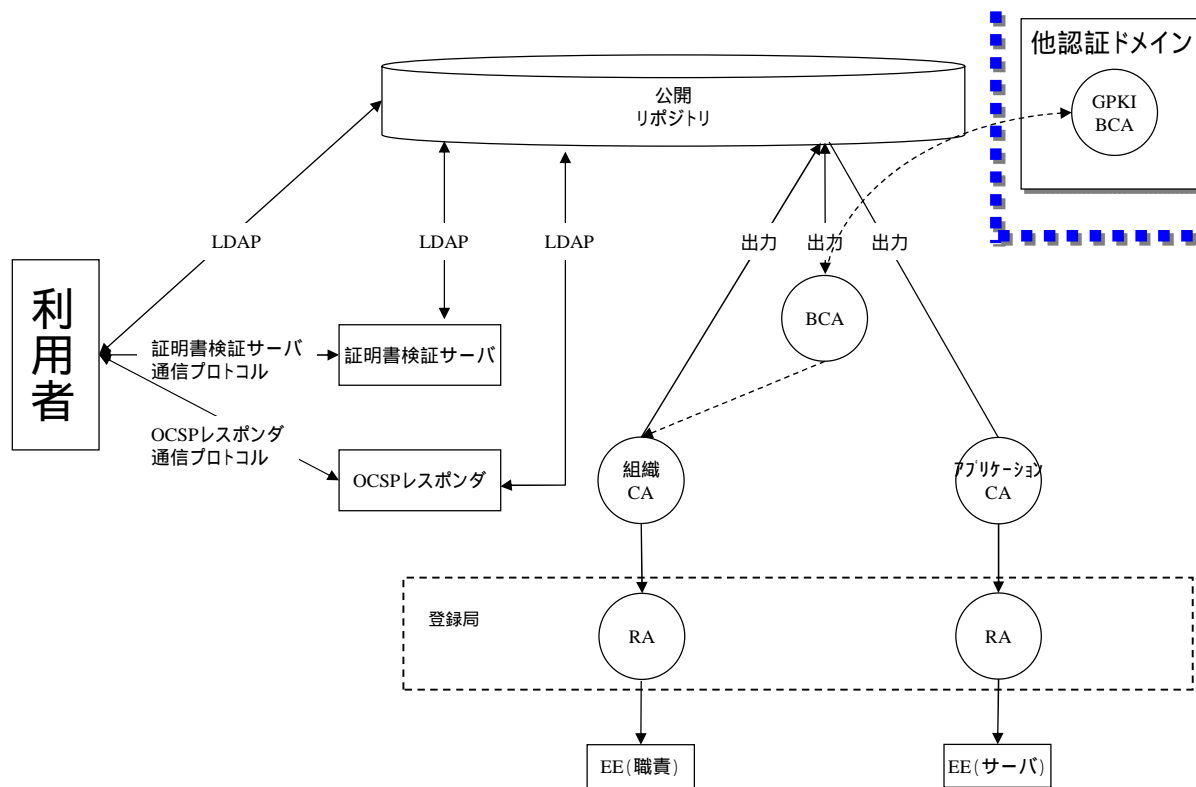 他認証ドメイン
GPKI
BCA
公開
リポジトリ
LDAP
LDAP
LDAP
出力
出力
出力
利用者
BCA
証明書検証サーバ
通信プロトコル
証明書検証サーバ
OCSPレスポンダ
通信プロトコル
OCSPレスポンダ
組織
CA
アプリケーション
CA
登録局
RA
RA
EE(職責)
EE(サーバ)